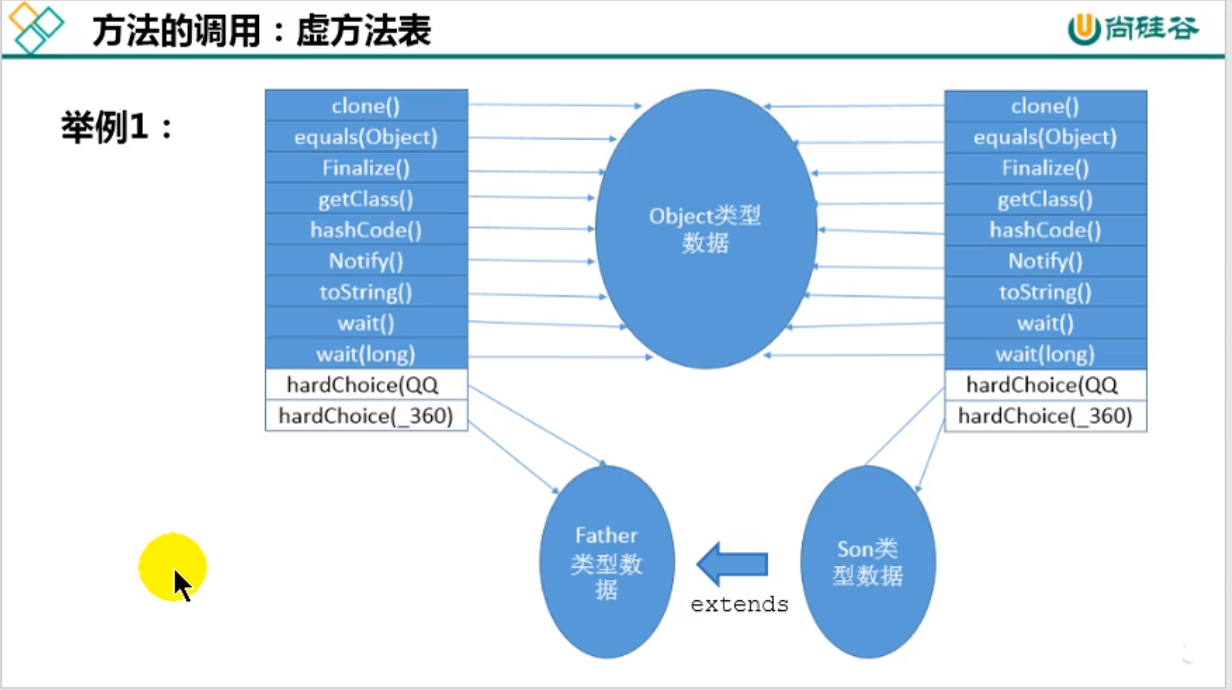 方法的调用：虚方法表
尚硅谷
举例1：
clone()
equals(Object)
Finalize()
getClass()
hashCode()
Notify()
toString()
wait()
wait(long)
hardChoice(QQ
hardChoice(_360)
Object类型
数据
clone()
equals(Object)
Finalize()
getClass()
hashCode()
Notify()
toString()
wait()
wait(long)
hardChoice(QQ
hardChoice(_360)
Father
类型数
据
extends
Son类
型数据